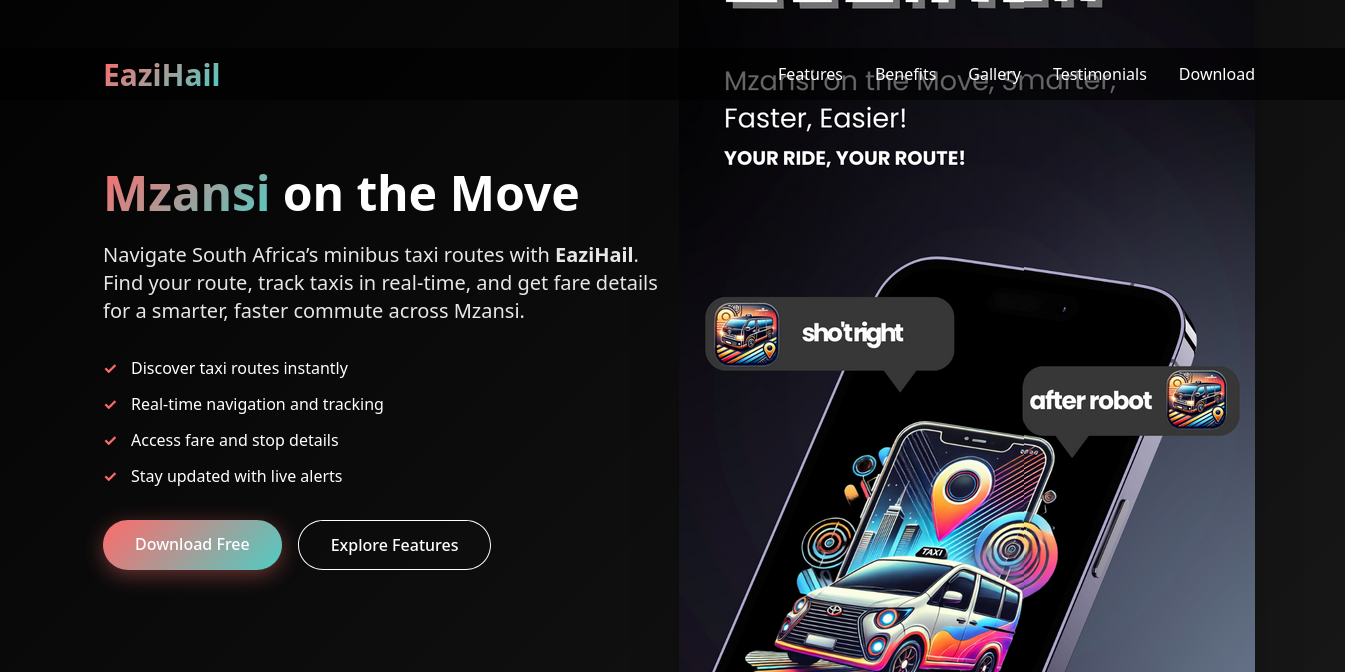 EaziHail
Features Benefits Gallery Testimonials Download
Mzansi on the Move
Navigate South Africa’s minibus taxi routes with EaziHail.
Find your route, track taxis in real-time, and get fare details
for a smarter, faster commute across Mzansi.
Discover taxi routes instantly
Real-time navigation and tracking
Access fare and stop details
Stay updated with live alerts
Download Free
Explore Features
Mzansi on the Move, Smarter,
Faster, Easier!
YOUR RIDE, YOUR ROUTE!
sho't right
after robot
TAXI